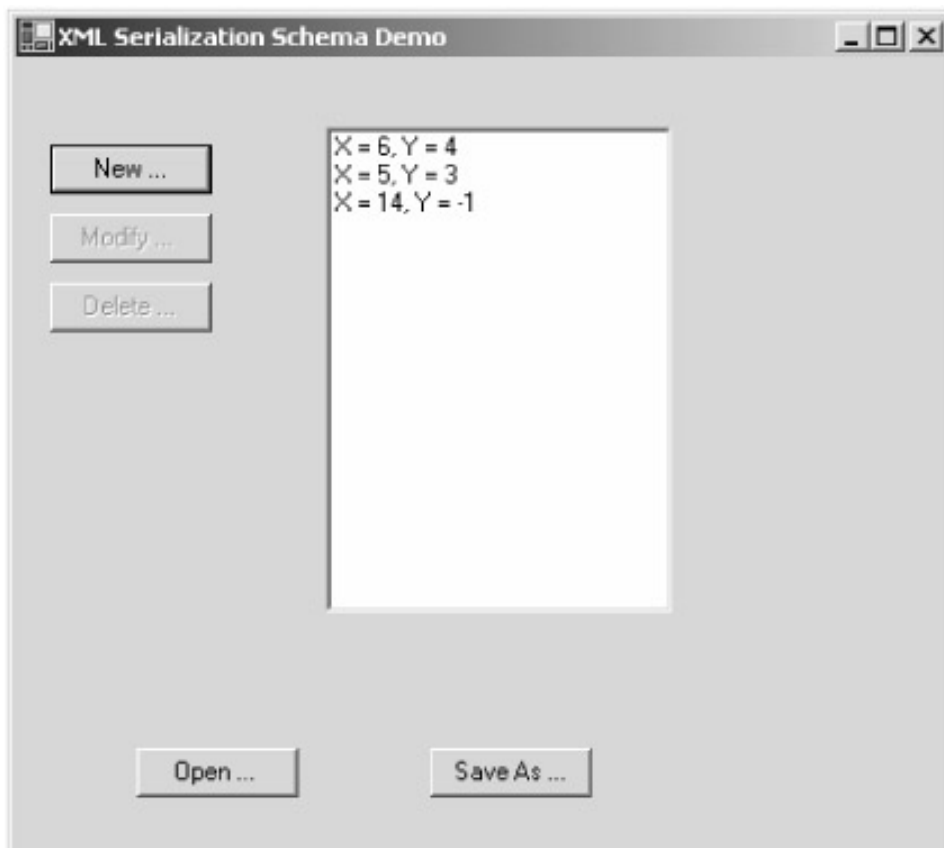 XML Serialization Schema Demo
New ...
Modify ...
Delete ...
X = 6, Y = 4
X = 5, Y = 3
X = 14, Y = -1
Open ...
Save As ...